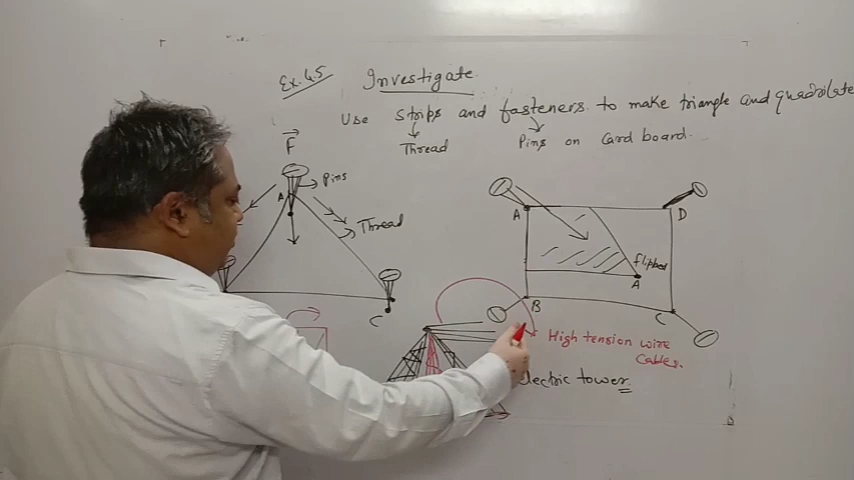 Ex. 4.5 Investigate
Use strips and fasteners to make triangle and quadrilate
Thread Pins on Card board.
F
Pins
A
Thread
C
A
D
flipped
A
B
C
High tension wire
Cables.
lectric tower